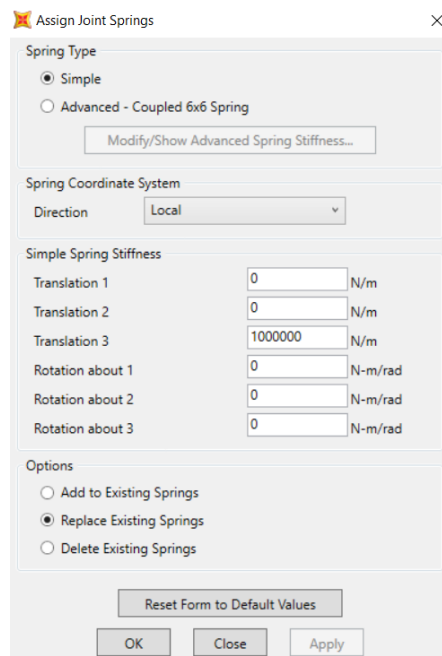 Assign Joint Springs
Spring Type
Simple
Advanced - Coupled 6x6 Spring
Modify/Show Advanced Spring Stiffness...
Spring Coordinate System
Direction Local
Simple Spring Stiffness
Translation 1 0 N/m
Translation 2 0 N/m
Translation 3 1000000 N/m
Rotation about 1 0 N-m/rad
Rotation about 2 0 N-m/rad
Rotation about 3 0 N-m/rad
Options
Add to Existing Springs
Replace Existing Springs
Delete Existing Springs
Reset Form to Default Values
OK Close Apply